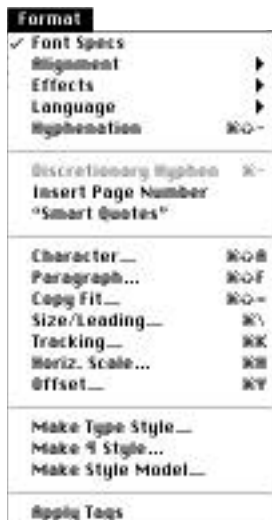 Format
✓ Font Specs
Alignment ▶
Effects ▶
Language ▶
Hyphenation ⌘⇧-
Discretionary Hyphen ⌘-
Insert Page Number
"Smart Quotes"
Character... ⌘⇧A
Paragraph... ⌘⇧F
Copy Fit... ⌘⇧=
Size/Leading... ⌘\
Tracking... ⌘K
Horiz. Scale... ⌘H
Offset... ⌘Y
Make Type Style...
Make ¶ Style...
Make Style Model...
Apply Tags